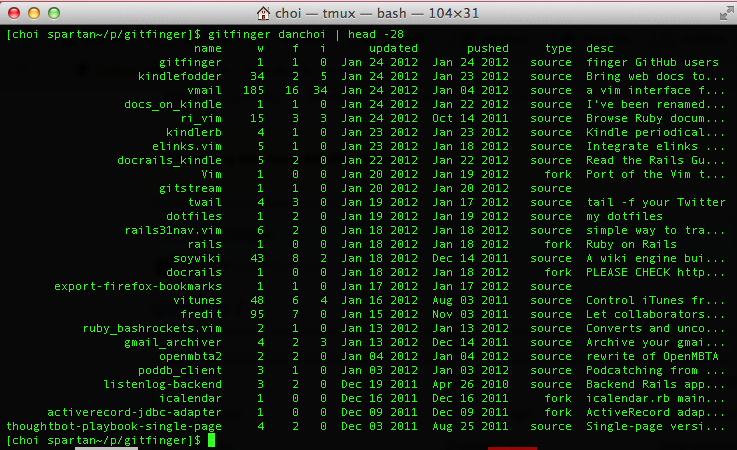 choi — tmux — bash — 104×31
[choi spartan~/p/gitfinger]$ gitfinger danchoi | head -28
name w f i updated pushed type desc
gitfinger 1 1 0 Jan 24 2012 Jan 24 2012 source finger GitHub users
kindlefodder 34 2 5 Jan 24 2012 Jan 24 2012 source Bring web docs to...
vmail 185 16 34 Jan 24 2012 Jan 04 2012 source a vim interface f...
docs_on_kindle 1 1 0 Jan 24 2012 Jan 22 2012 source I've been renamed...
ri_vim 15 3 3 Jan 24 2012 Oct 14 2011 source Browse Ruby docum...
kindlerb 4 1 0 Jan 23 2012 Jan 23 2012 source Kindle periodical...
elinks.vim 5 1 0 Jan 23 2012 Jan 18 2012 source Integrate elinks ...
docrails_kindle 5 2 0 Jan 22 2012 Jan 22 2012 source Read the Rails Gu...
Vim 1 0 0 Jan 20 2012 Jan 19 2012 fork Port of the Vim t...
gitstream 1 1 0 Jan 20 2012 Jan 20 2012 source
twail 4 3 0 Jan 19 2012 Jan 17 2012 source tail -f your Twitter
dotfiles 1 2 0 Jan 19 2012 Jan 19 2012 source my dotfiles
rails31nav.vim 6 2 0 Jan 18 2012 Jan 18 2012 source simple way to tra...
rails 1 0 0 Jan 18 2012 Jan 18 2012 fork Ruby on Rails
soywiki 43 8 2 Jan 18 2012 Dec 14 2011 source A wiki engine bui...
docrails 1 0 0 Jan 18 2012 Jan 18 2012 fork PLEASE CHECK http...
export-firefox-bookmarks 1 1 0 Jan 17 2012 Jan 17 2012 source
vitunes 48 6 4 Jan 16 2012 Aug 03 2011 source Control iTunes fr...
fredit 95 7 0 Jan 15 2012 Nov 03 2011 source Let collaborators...
ruby_bashrockets.vim 2 1 0 Jan 13 2012 Jan 13 2012 source Converts and unco...
gmail_archiver 4 2 3 Jan 13 2012 Dec 14 2011 source Archive your gmai...
openmbta2 2 2 0 Jan 04 2012 Jan 04 2012 source rewrite of OpenMBTA
poddb_client 3 1 0 Jan 03 2012 Jan 03 2012 source Podcatching from ...
listenlog-backend 3 2 0 Dec 19 2011 Apr 26 2010 source Backend Rails app...
icalendar 1 0 0 Dec 16 2011 Dec 16 2011 fork icalendar.rb main...
activerecord-jdbc-adapter 1 0 0 Dec 09 2011 Dec 09 2011 fork ActiveRecord adap...
thoughtbot-playbook-single-page 4 2 0 Dec 03 2011 Aug 25 2011 source Single-page versi...
[choi spartan~/p/gitfinger]$